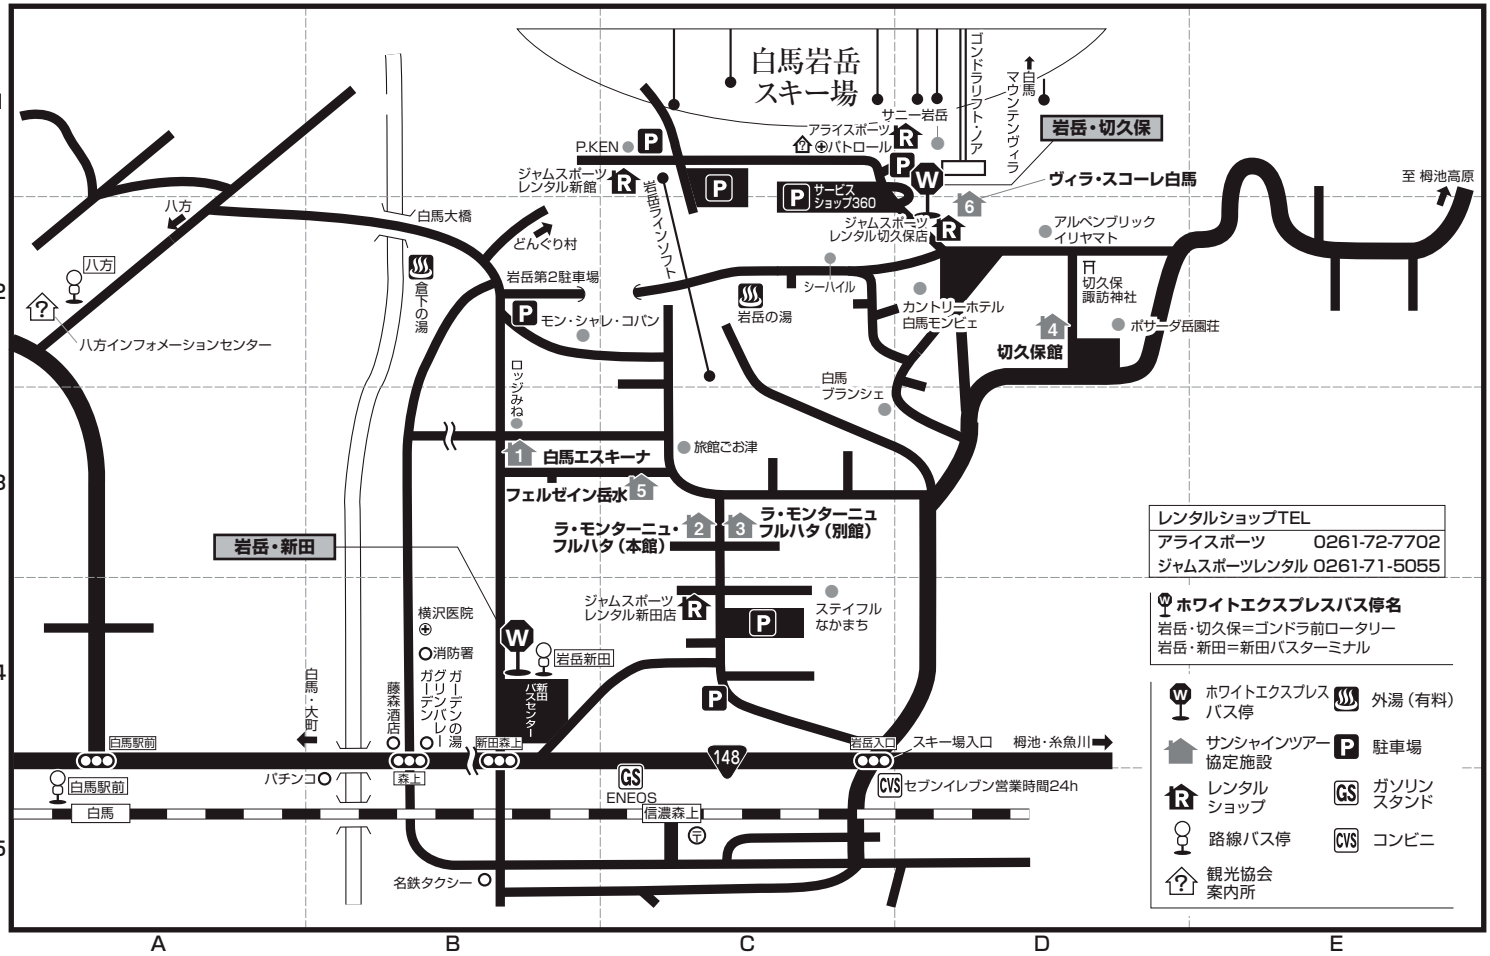 白馬岩岳
スキー場
ゴンドラリフト・ノア
白馬
マウンテンヴィラ
サニー岩岳
アライスポーツ
R
パトロール
P
P.KEN
P
岩岳・切久保
W
ジャムスポーツ
レンタル新館
R
P
P
サービス
ショップ360
ヴィラ・スコーレ白馬
6
至 栂池高原
八方
白馬大橋
どんぐり村
岩岳ラインソフト
ジャムスポーツ
レンタル切久保店
R
アルペンブリック
イリヤマト
八方
?
八方インフォメーションセンター
倉下の湯
岩岳第2駐車場
P
モン・シャレ・コパン
シーハイル
岩岳の湯
カントリーホテル
白馬モンビェ
切久保
諏訪神社
4
切久保館
ポサーダ岳園荘
ロッジみね
白馬
ブランシェ
1
白馬エスキーナ
旅館ごお津
フェルゼイン岳水
5
ラ・モンターニュ・
フルハタ(本館)
2
3
ラ・モンターニュ
フルハタ(別館)
岩岳・新田
レンタルショップTEL
アライスポーツ 0261-72-7702
ジャムスポーツレンタル 0261-71-5055
W
ホワイトエクスプレスバス停名
岩岳・切久保=ゴンドラ前ロータリー
岩岳・新田=新田バスターミナル
ジャムスポーツ
レンタル新田店
R
P
ステイフル
なかまち
横沢医院
消防署
W
岩岳新田
新田
バスセンター
P
白馬・大町
藤森酒店
グリンバレー
ガーデン
ガーデンの湯
白馬駅前
新田森上
148
岩岳入口
スキー場入口
栂池・糸魚川
白馬駅前
パチンコ
森上
GS
ENEOS
CVS
セブンイレブン営業時間24h
白馬
信濃森上
〒
名鉄タクシー
W
ホワイトエクスプレス
バス停
外湯(有料)
サンシャインツアー
協定施設
P
駐車場
R
レンタル
ショップ
GS
ガソリン
スタンド
路線バス停
CVS
コンビニ
?
観光協会
案内所
1
2
3
4
5
A
B
C
D
E